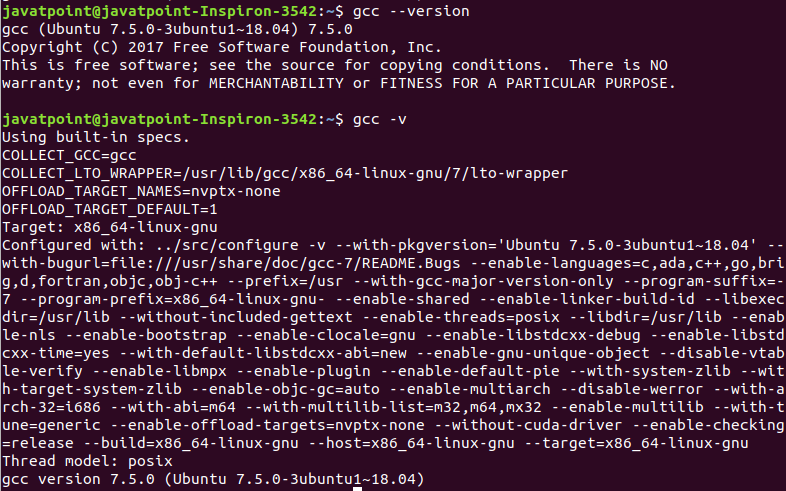 javatpoint@javatpoint-Inspiron-3542:~$ gcc --version
gcc (Ubuntu 7.5.0-3ubuntu1~18.04) 7.5.0
Copyright (C) 2017 Free Software Foundation, Inc.
This is free software; see the source for copying conditions.  There is NO
warranty; not even for MERCHANTABILITY or FITNESS FOR A PARTICULAR PURPOSE.
javatpoint@javatpoint-Inspiron-3542:~$ gcc -v
Using built-in specs.
COLLECT_GCC=gcc
COLLECT_LTO_WRAPPER=/usr/lib/gcc/x86_64-linux-gnu/7/lto-wrapper
OFFLOAD_TARGET_NAMES=nvptx-none
OFFLOAD_TARGET_DEFAULT=1
Target: x86_64-linux-gnu
Configured with: ../src/configure -v --with-pkgversion='Ubuntu 7.5.0-3ubuntu1~18.04' --
with-bugurl=file:///usr/share/doc/gcc-7/README.Bugs --enable-languages=c,ada,c++,go,bri
g,d,fortran,objc,obj-c++ --prefix=/usr --with-gcc-major-version-only --program-suffix=-
7 --program-prefix=x86_64-linux-gnu- --enable-shared --enable-linker-build-id --libexec
dir=/usr/lib --without-included-gettext --enable-threads=posix --libdir=/usr/lib --enab
le-nls --enable-bootstrap --enable-clocale=gnu --enable-libstdcxx-debug --enable-libstd
cxx-time=yes --with-default-libstdcxx-abi=new --enable-gnu-unique-object --disable-vtab
le-verify --enable-libmpx --enable-plugin --enable-default-pie --with-system-zlib --wit
h-target-system-zlib --enable-objc-gc=auto --enable-multiarch --disable-werror --with-a
rch-32=i686 --with-abi=m64 --with-multilib-list=m32,m64,mx32 --enable-multilib --with-t
une=generic --enable-offload-targets=nvptx-none --without-cuda-driver --enable-checking
=release --build=x86_64-linux-gnu --host=x86_64-linux-gnu --target=x86_64-linux-gnu
Thread model: posix
gcc version 7.5.0 (Ubuntu 7.5.0-3ubuntu1~18.04)